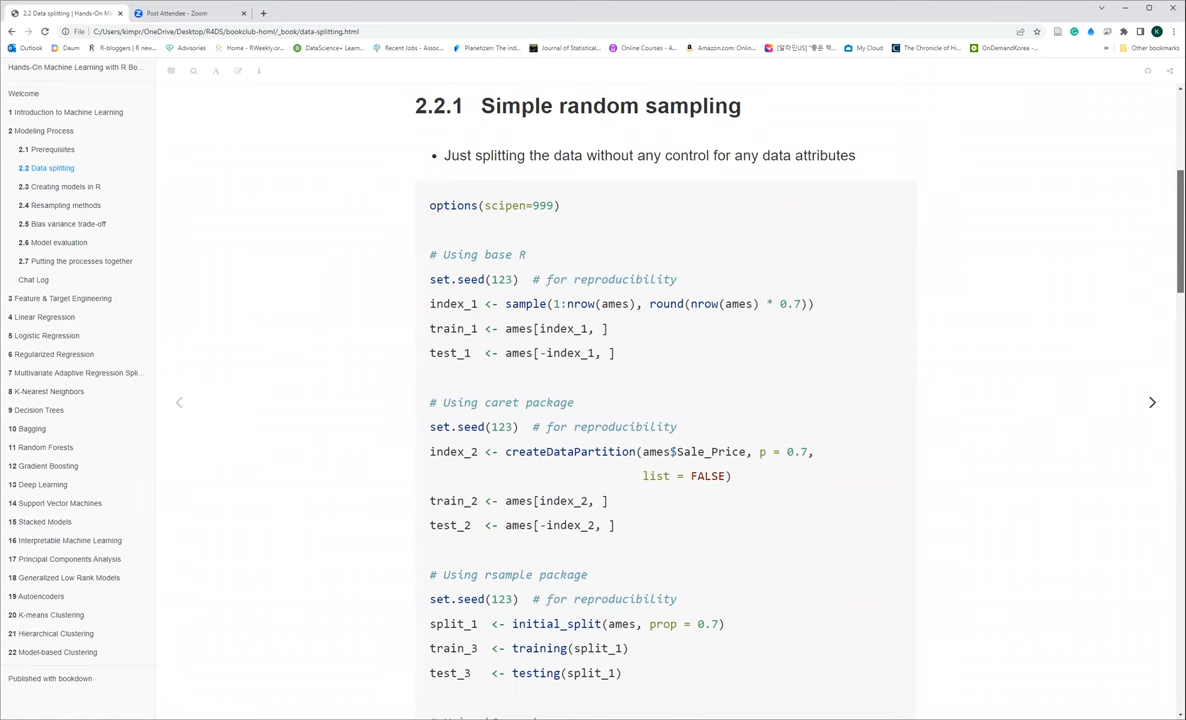 2.2 Data splitting | Hands-On M
Post Attendee - Zoom
File
C:/Users/kimpr/OneDrive/Desktop/R4DS/bookclub-homl/_book/data-splitting.html
K
Outlook
Daum
R-bloggers | R new...
Advisories
Home - RWeekly.or...
DataScience+ Learn...
Recent Jobs - Assoc...
Planetizen: The ind...
Journal of Statistical...
Online Courses - A...
Amazon.com: Onlin...
My Cloud
The Chronicle of Hi...
OnDemandKorea -...
»
Other bookmarks
Hands-On Machine Learning with R Bo...
Welcome
1 Introduction to Machine Learning
2 Modeling Process
2.1 Prerequisites
2.2 Data splitting
2.3 Creating models in R
2.4 Resampling methods
2.5 Bias variance trade-off
2.6 Model evaluation
2.7 Putting the processes together
Chat Log
3 Feature & Target Engineering
4 Linear Regression
5 Logistic Regression
6 Regularized Regression
7 Multivariate Adaptive Regression Spli...
8 K-Nearest Neighbors
9 Decision Trees
10 Bagging
11 Random Forests
12 Gradient Boosting
13 Deep Learning
14 Support Vector Machines
15 Stacked Models
16 Interpretable Machine Learning
17 Principal Components Analysis
18 Generalized Low Rank Models
19 Autoencoders
20 K-means Clustering
21 Hierarchical Clustering
22 Model-based Clustering
Published with bookdown
2.2.1 Simple random sampling
• Just splitting the data without any control for any data attributes
options(scipen=999)
# Using base R
set.seed(123) # for reproducibility
index_1 <- sample(1:nrow(ames), round(nrow(ames) * 0.7))
train_1 <- ames[index_1, ]
test_1 <- ames[-index_1, ]
# Using caret package
set.seed(123) # for reproducibility
index_2 <- createDataPartition(ames$Sale_Price, p = 0.7,
list = FALSE)
train_2 <- ames[index_2, ]
test_2 <- ames[-index_2, ]
# Using rsample package
set.seed(123) # for reproducibility
split_1 <- initial_split(ames, prop = 0.7)
train_3 <- training(split_1)
test_3 <- testing(split_1)